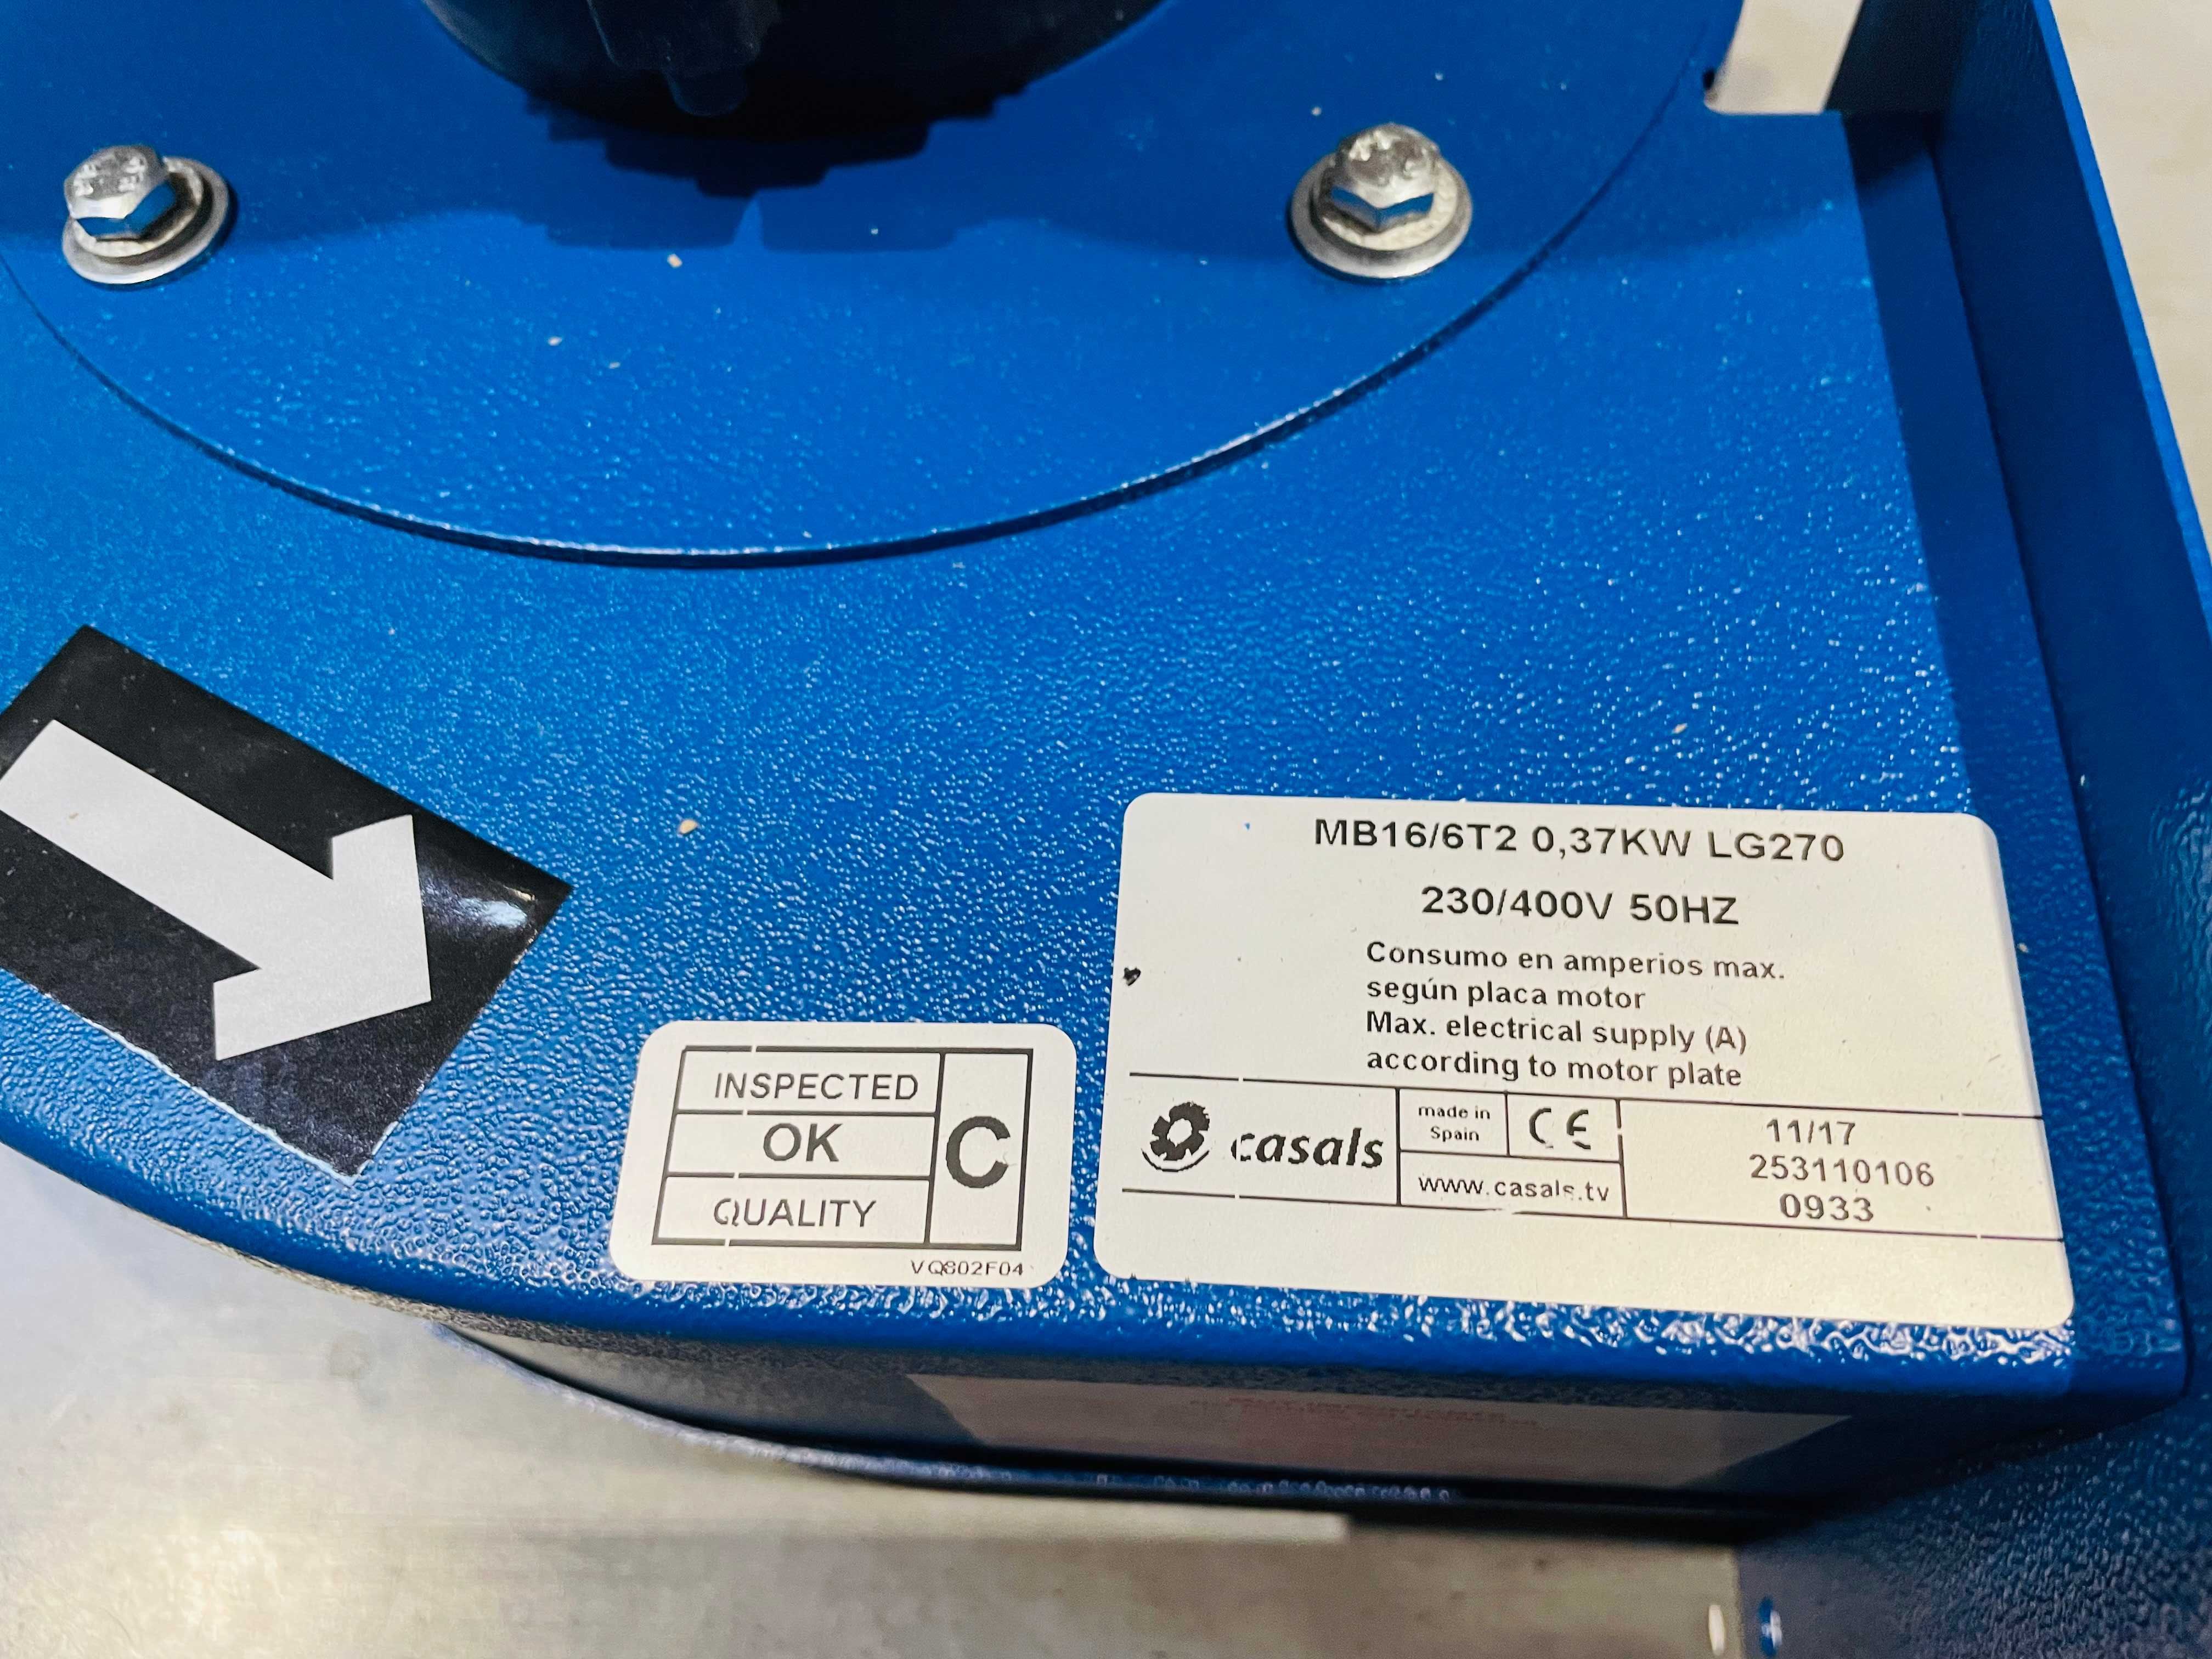 MB16/6T2 0,37KW LG270
230/400V 50HZ
Consumo en amperios max.
según placa motor
Max. electrical supply (A)
according to motor plate
casals
made in
Spain
CE
www.casals.tv
11/17
253110106
0933
INSPECTED
OK
QUALITY
C
VQ802F04